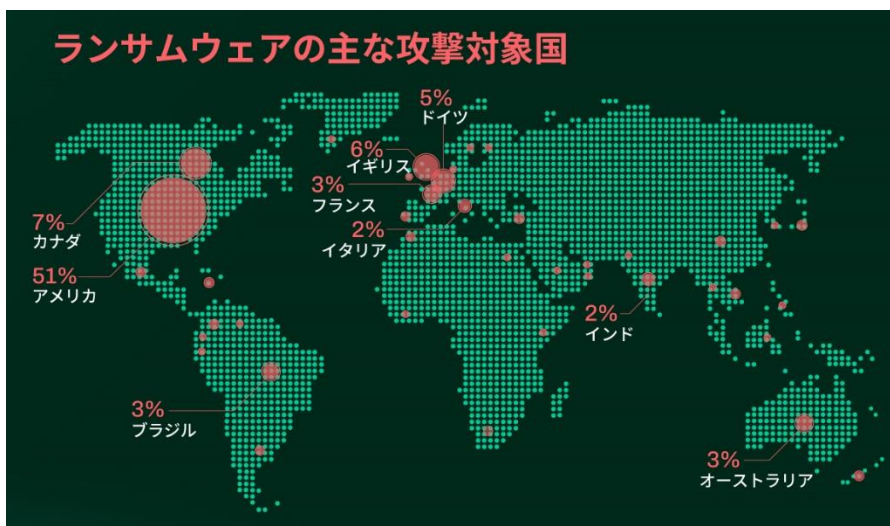 ランサムウェアの主な攻撃対象国
5%
ドイツ
6%
イギリス
3%
フランス
2%
イタリア
7%
カナダ
51%
アメリカ
2%
インド
3%
ブラジル
3%
オーストラリア